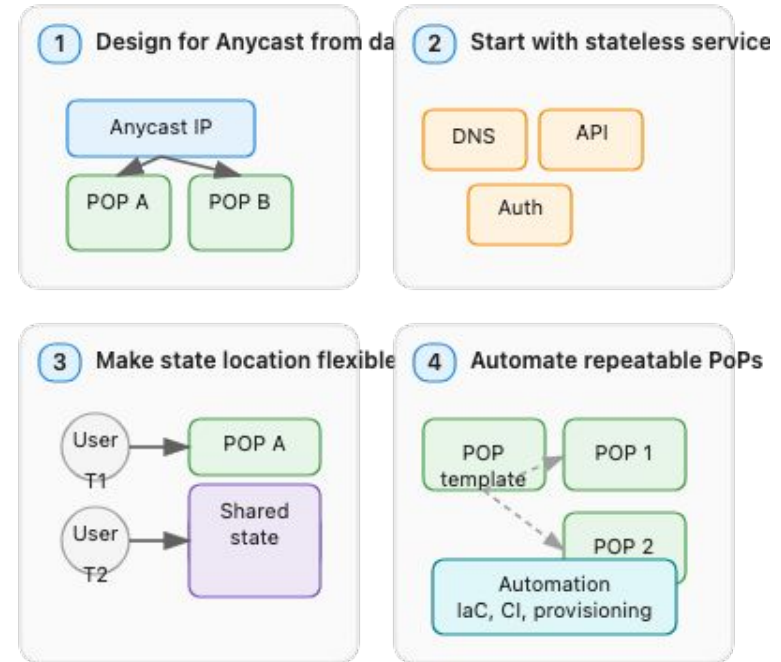 1 Design for Anycast from da
Anycast IP
POP A
POP B
2 Start with stateless service
DNS
API
Auth
3 Make state location flexible
User
T1
POP A
User
T2
Shared
state
4 Automate repeatable PoPs
POP
template
POP 1
POP 2
Automation
IaC, CI, provisioning